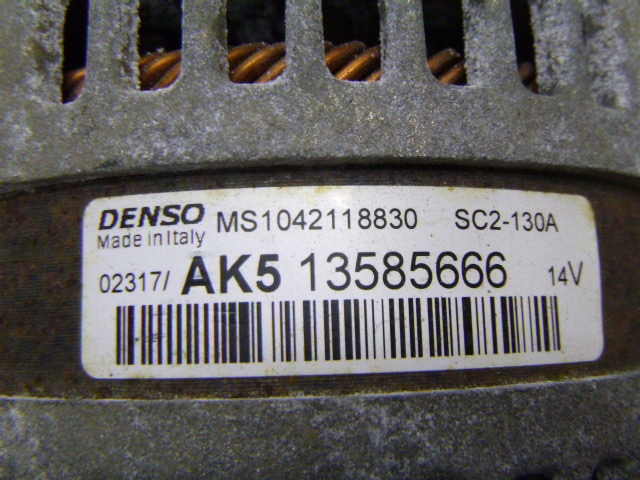 DENSO MS1042118830 SC2-130A
Made in Italy
02317/ AK5 13585666 14V